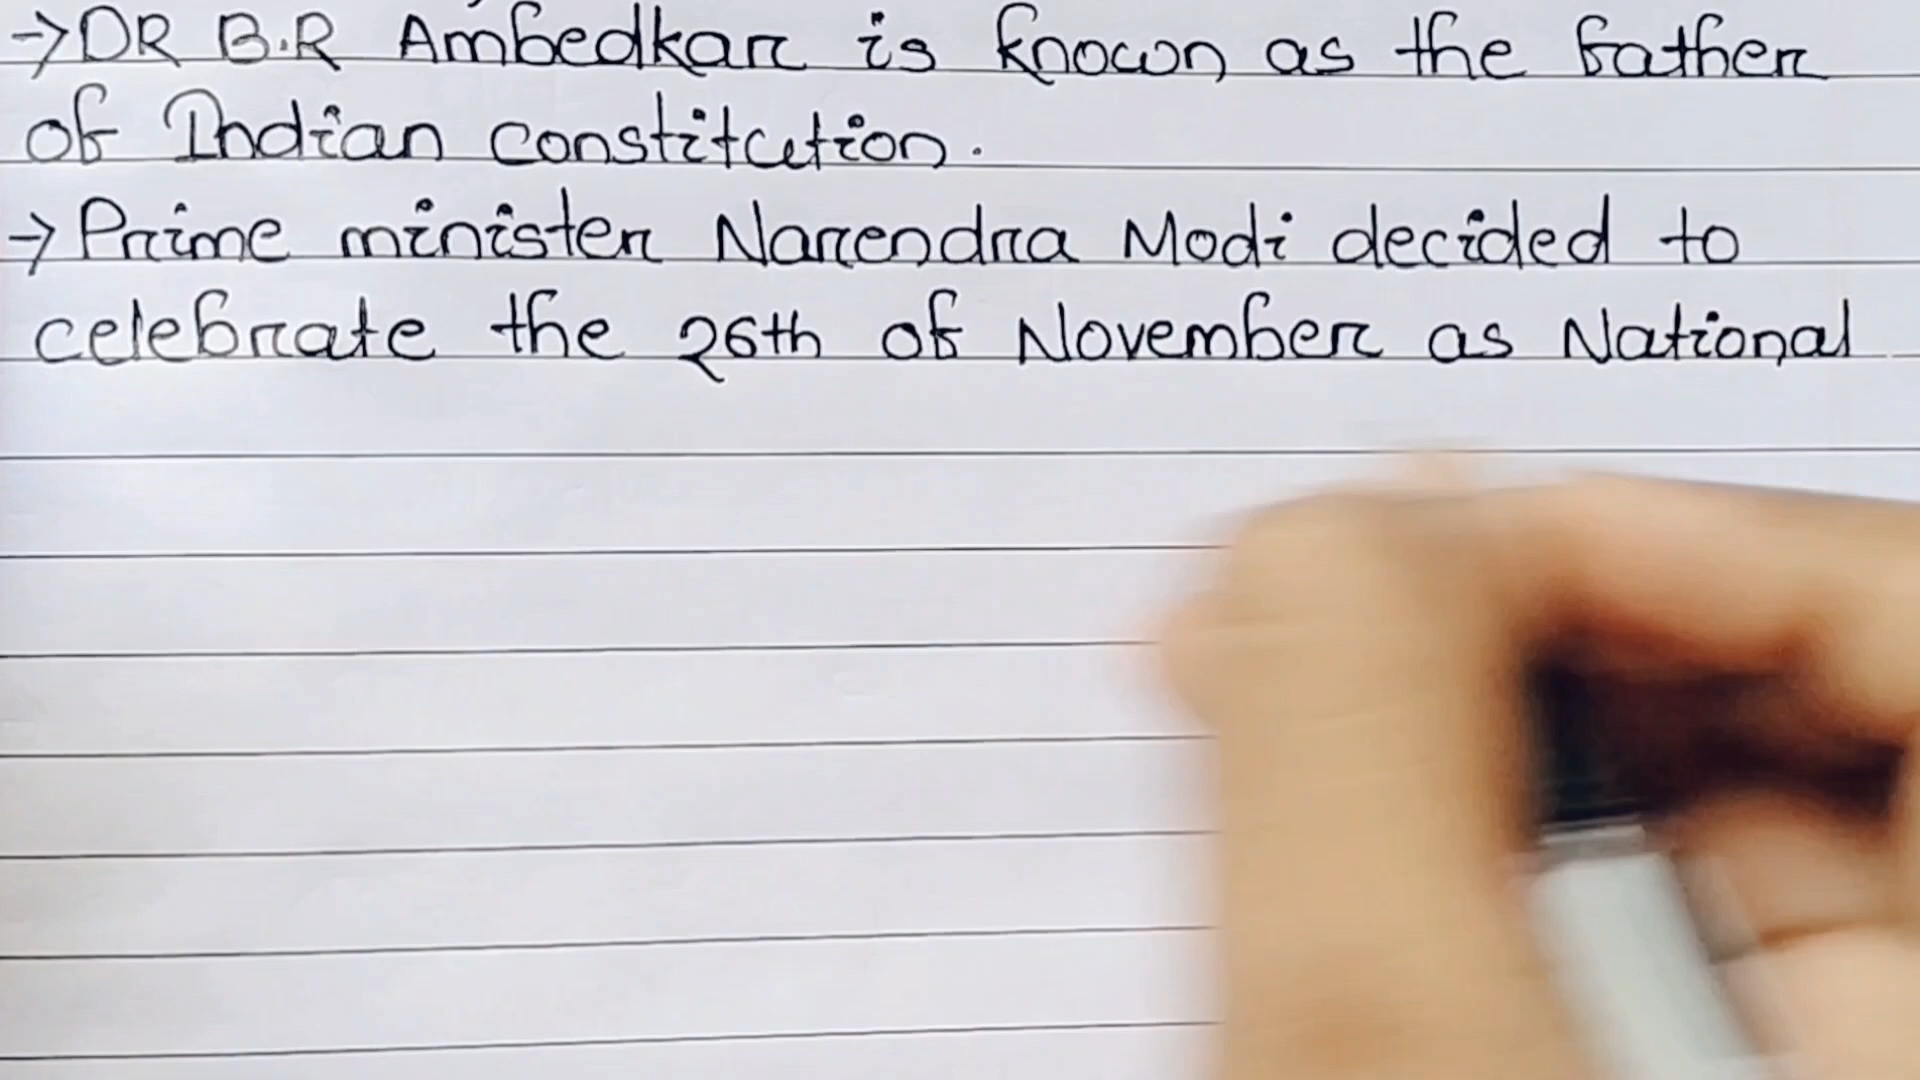 →DR B.R Ambedkar is known as the father
of Indian constitution.
→Prime minister Narendra Modi decided to
celebrate the 26th of November as National